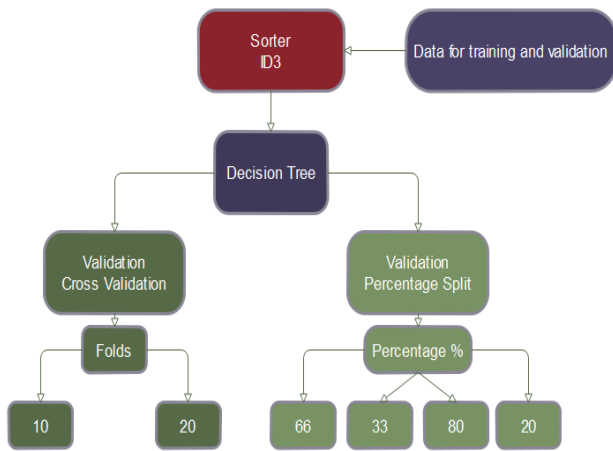 Sorter
ID3
Data for training and validation
Decision Tree
Validation
Cross Validation
Validation
Percentage Split
Folds
Percentage %
10
20
66
33
80
20